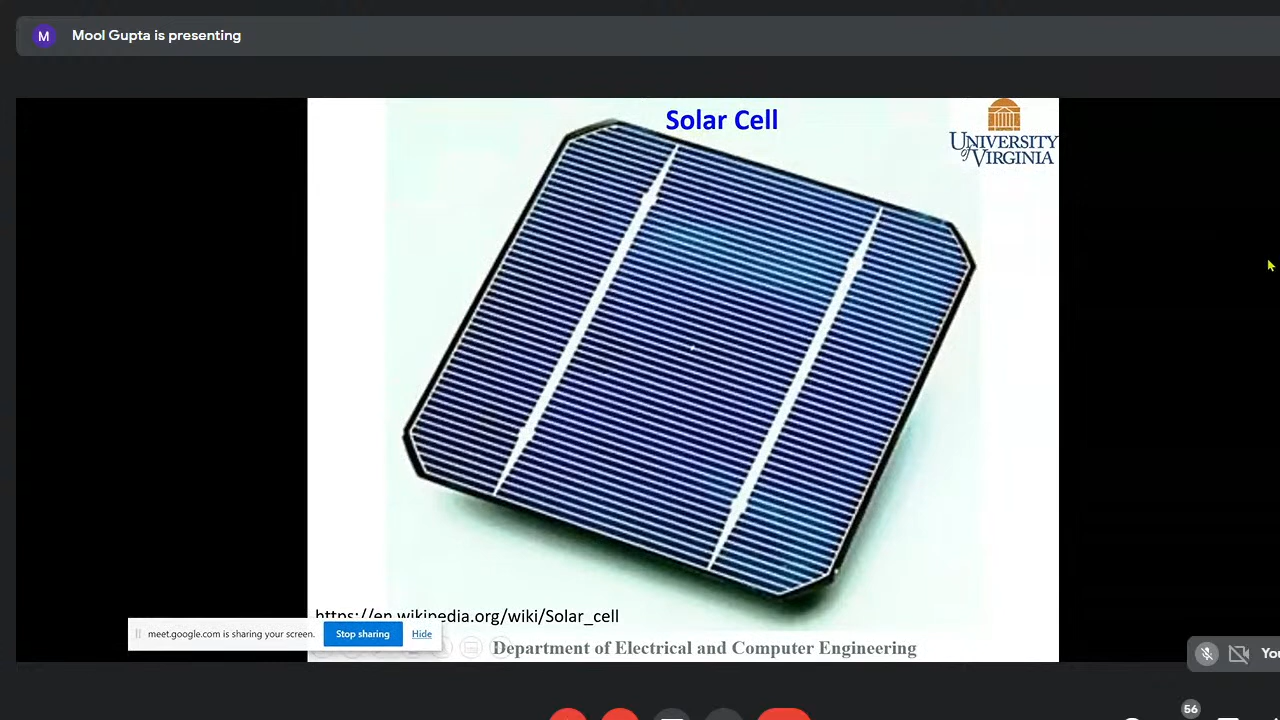 M
Mool Gupta is presenting
Solar Cell
UNIVERSITY
of VIRGINIA
https://en.wikipedia.org/wiki/Solar_cell
meet.google.com is sharing your screen.
Stop sharing
Hide
Department of Electrical and Computer Engineering
You
56